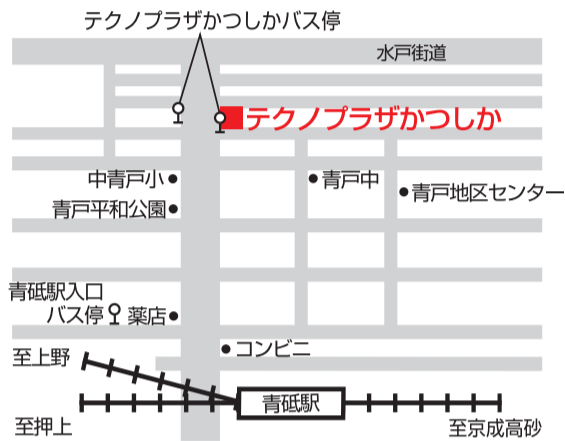 テクノプラザかつしかバス停
水戸街道
テクノプラザかつしか
中青戸小
青戸中
青戸平和公園
青戸地区センター
青砥駅入口
バス停
薬店
コンビニ
至上野
青砥駅
至押上
至京成高砂